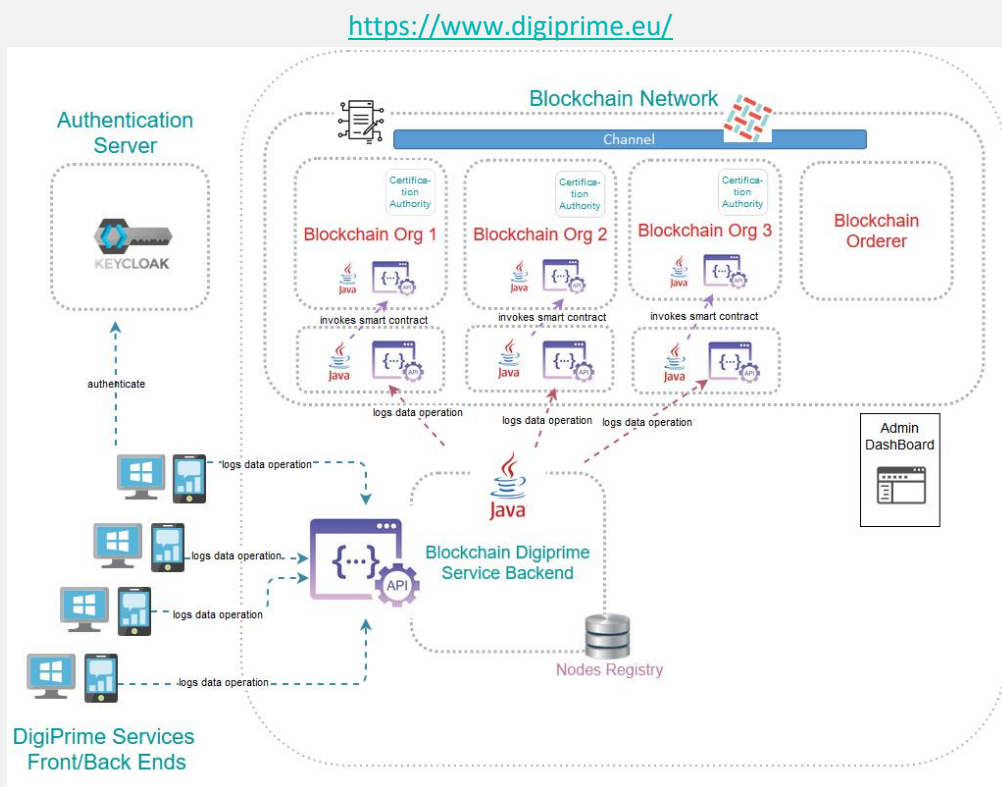 https://www.digiprime.eu/
Authentication
Server
KEYCLOAK
authenticate
Blockchain Network
Channel
Certifica-
tion
Authority
Blockchain Org 1
Java
{...}
API
invokes smart contract
Java
{...}
API
Certifica-
tion
Authority
Blockchain Org 2
Java
{...}
API
invokes smart contract
Java
{...}
API
Certifica-
tion
Authority
Blockchain Org 3
Java
{...}
API
invokes smart contract
Java
{...}
API
Blockchain
Orderer
logs data operation
logs data operation
logs data operation
Admin
DashBoard
logs data operation
logs data operation
logs data operation
logs data operation
Java
{...}
API
Blockchain Digiprime
Service Backend
Nodes Registry
DigiPrime Services
Front/Back Ends